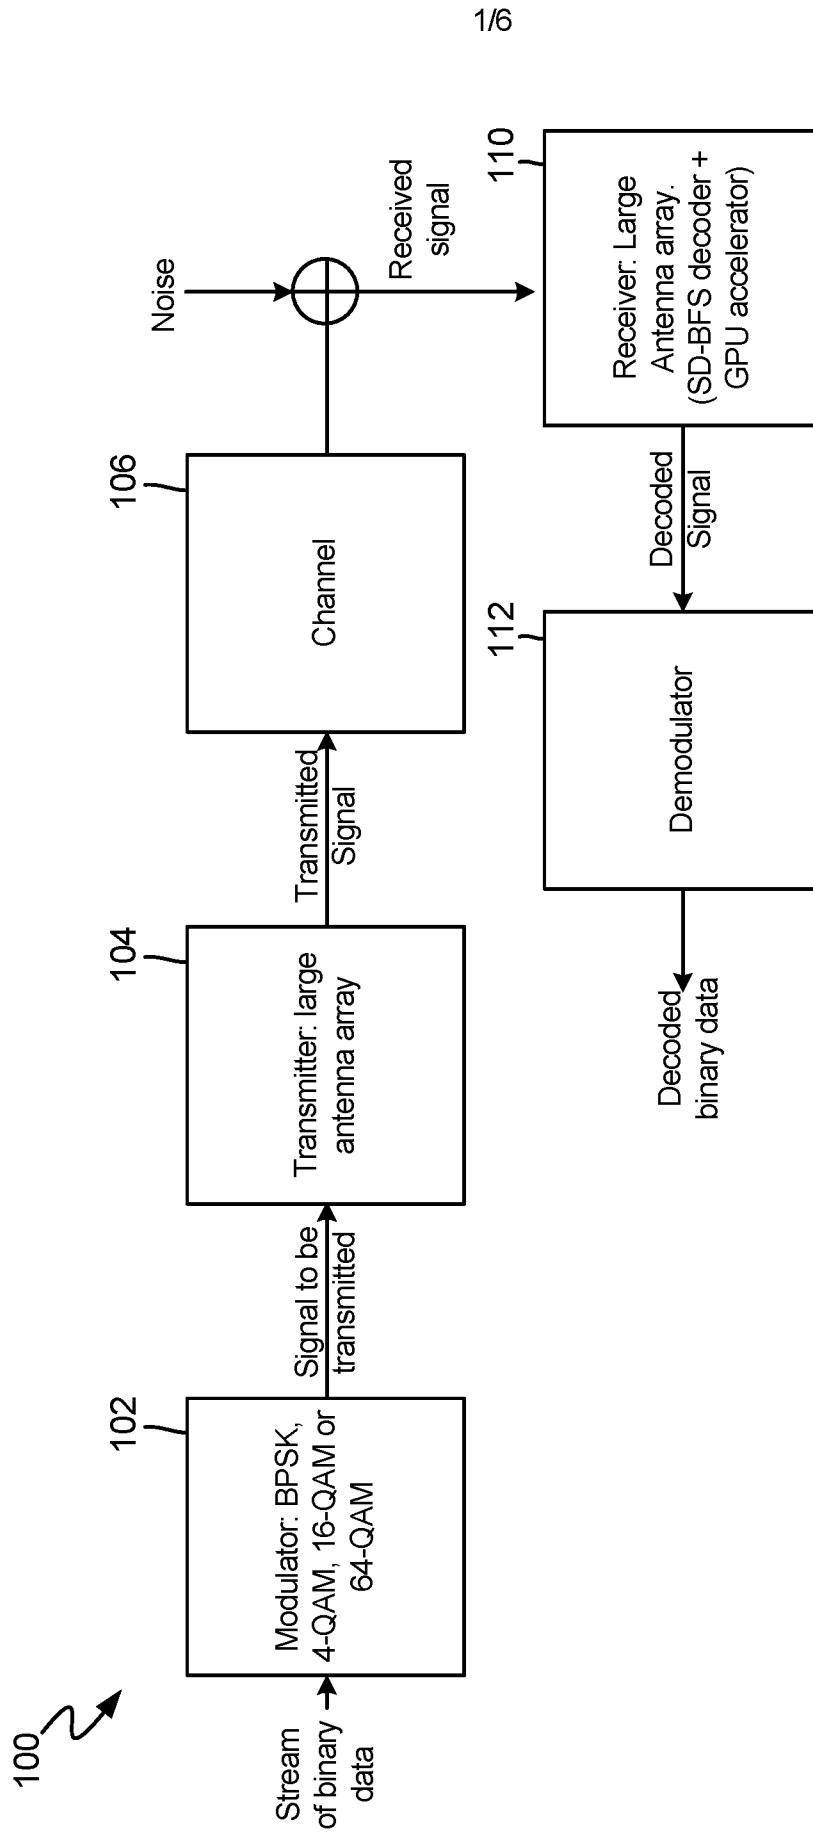 1/6
100
Stream
of binary
data
102
Modulator: BPSK,
4-QAM, 16-QAM or
64-QAM
Signal to be
transmitted
104
Transmitter: large
antenna array
Transmitted
Signal
106
Channel
Noise
Received
signal
110
Receiver: Large
Antenna array.
(SD-BFS decoder +
GPU accelerator)
Decoded
Signal
112
Demodulator
Decoded
binary data